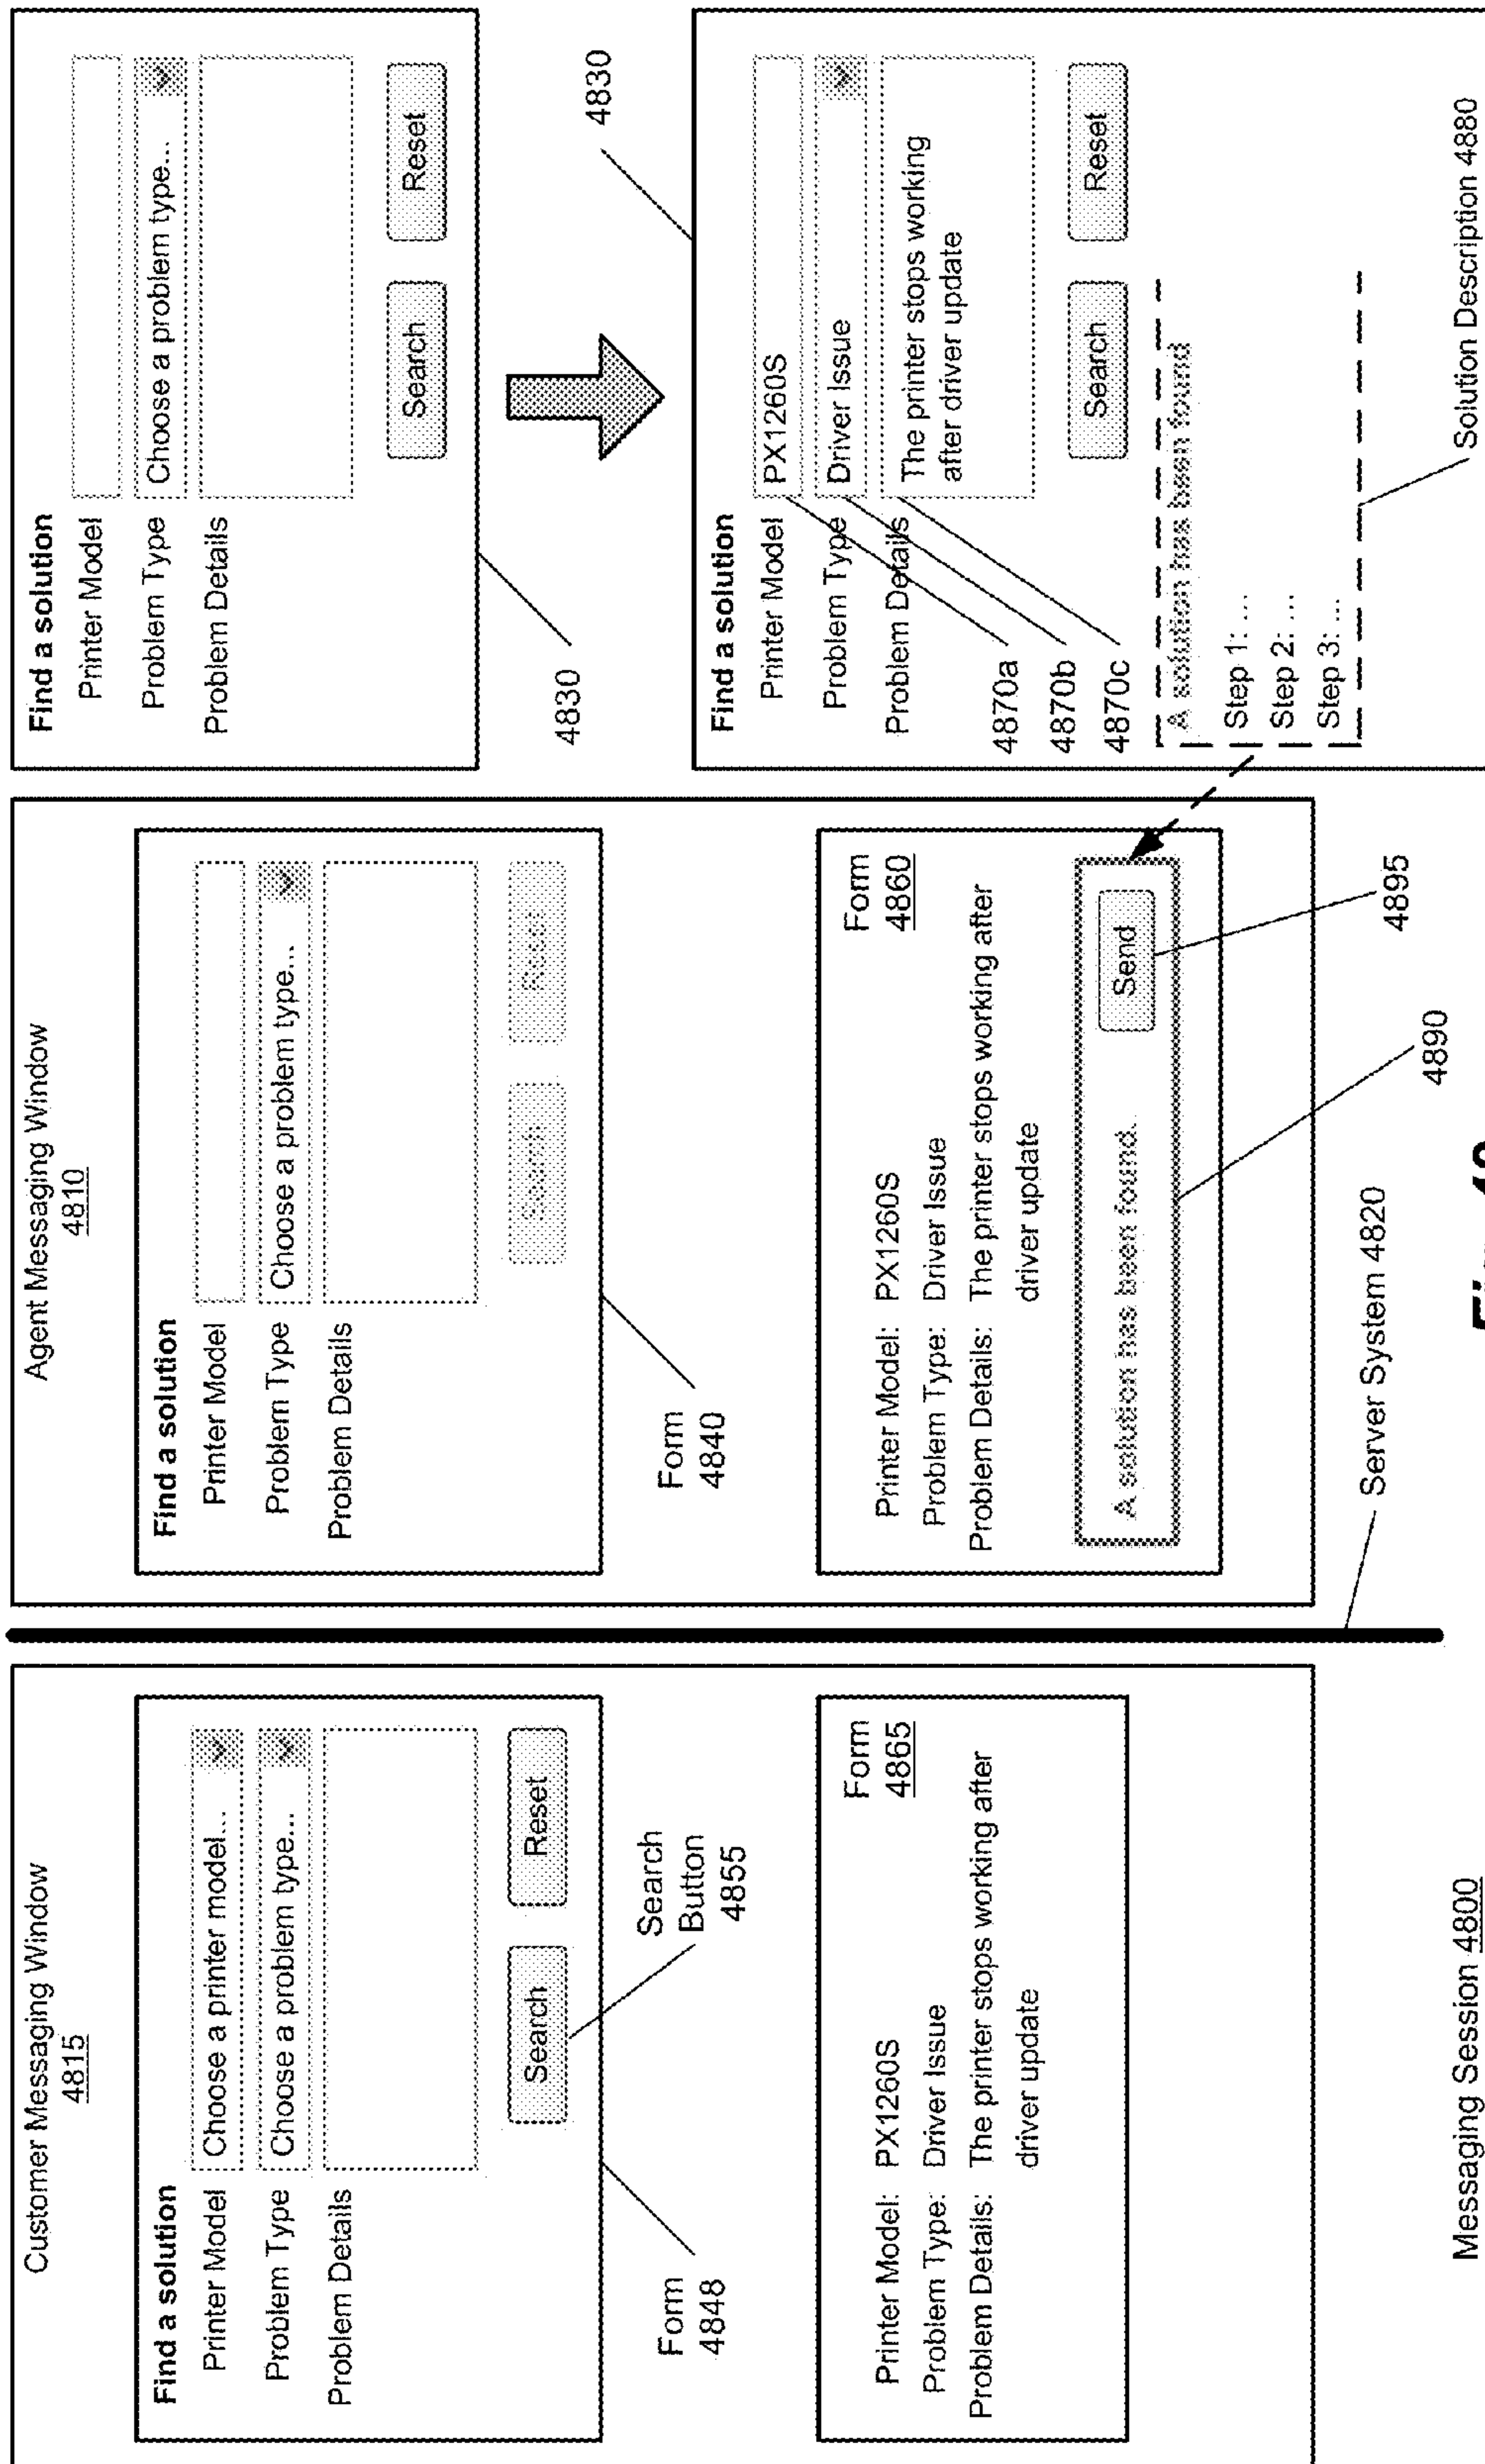 Customer Messaging Window
4815
Find a solution
Printer Model
Choose a printer model...
Problem Type
Choose a problem type...
Problem Details
Search
Reset
Form
4848
Search
Button
4855
Form
4865
Printer Model: PX1260S
Problem Type: Driver Issue
Problem Details: The printer stops working after
driver update
Messaging Session 4800
Agent Messaging Window
4810
Find a solution
Printer Model
Problem Type
Choose a problem type...
Problem Details
Search
Reset
Form
4840
Form
4860
Printer Model: PX1260S
Problem Type: Driver Issue
Problem Details: The printer stops working after
driver update
A solution has been found.
Send
4895
4890
Server System 4820
Find a solution
Printer Model
Problem Type
Choose a problem type...
Problem Details
Search
Reset
4830
4830
Find a solution
Printer Model
PX1260S
Problem Type
Driver Issue
Problem Details
The printer stops working
after driver update
4870a
4870b
4870c
Search
Reset
A solution has been found
Step 1: ...
Step 2: ...
Step 3: ...
Solution Description 4880